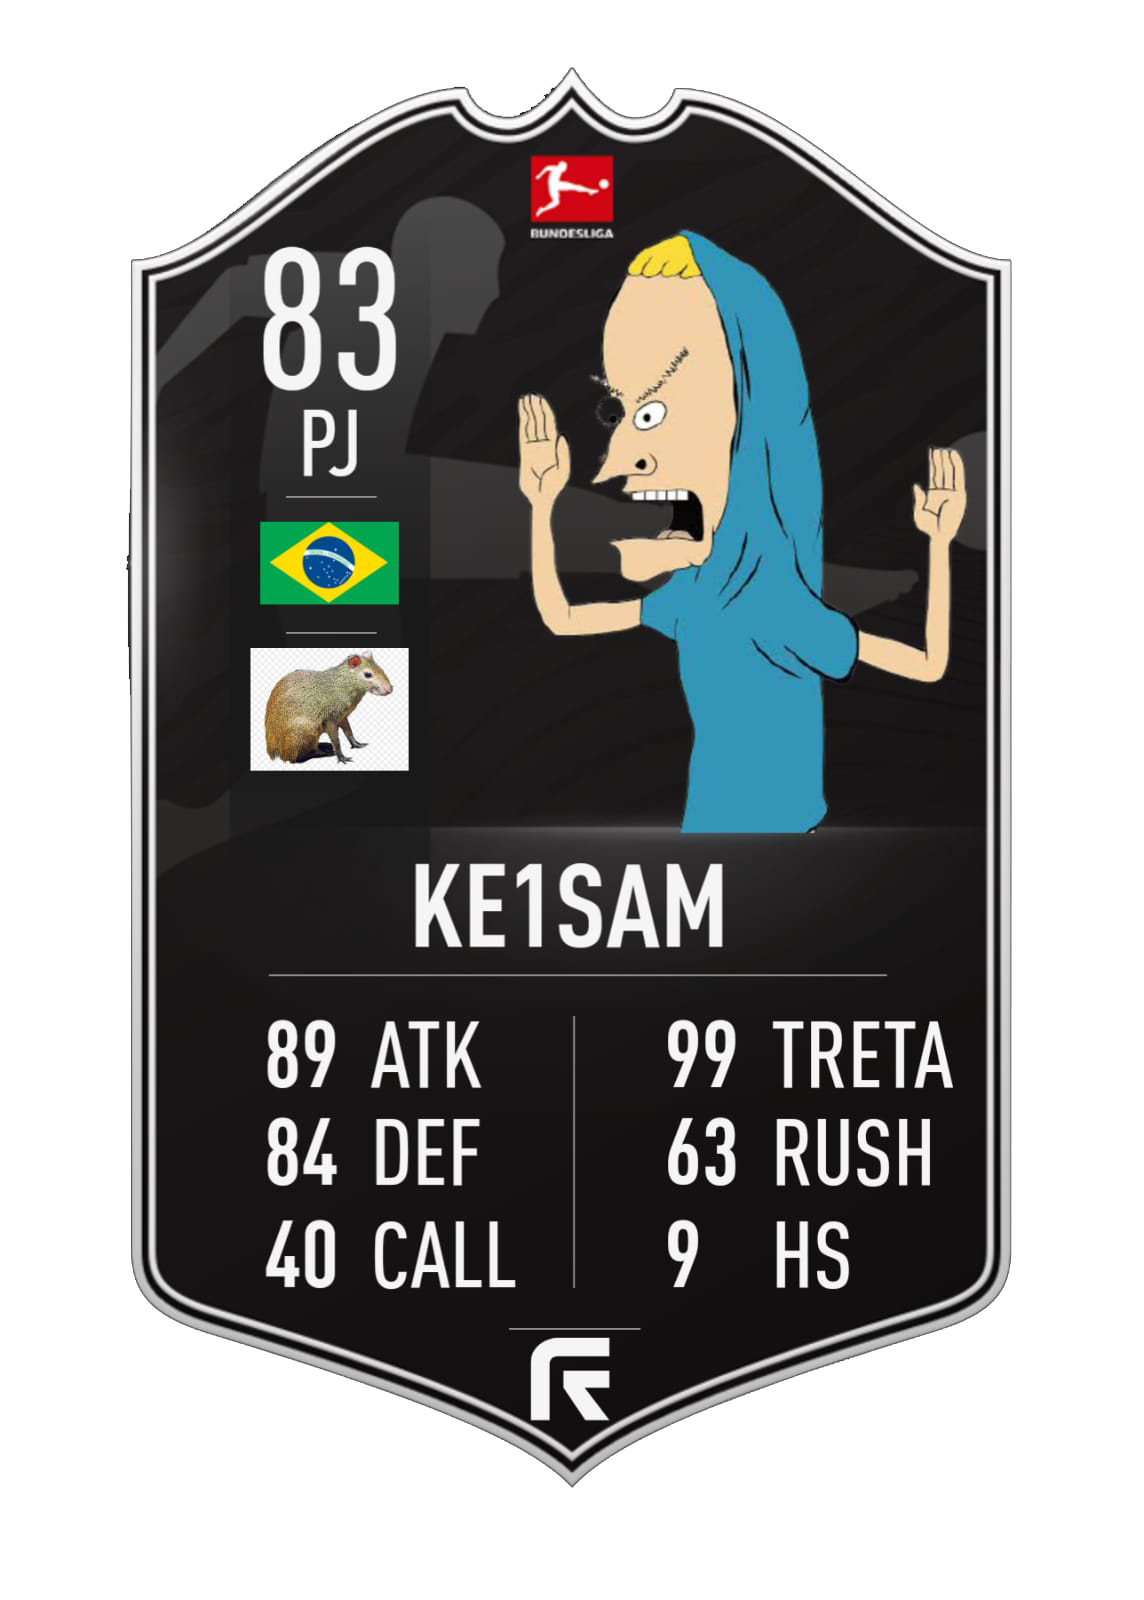 BUNDESLIGA
83
PJ
KE1SAM
89 ATK
84 DEF
40 CALL
99 TRETA
63 RUSH
9 HS